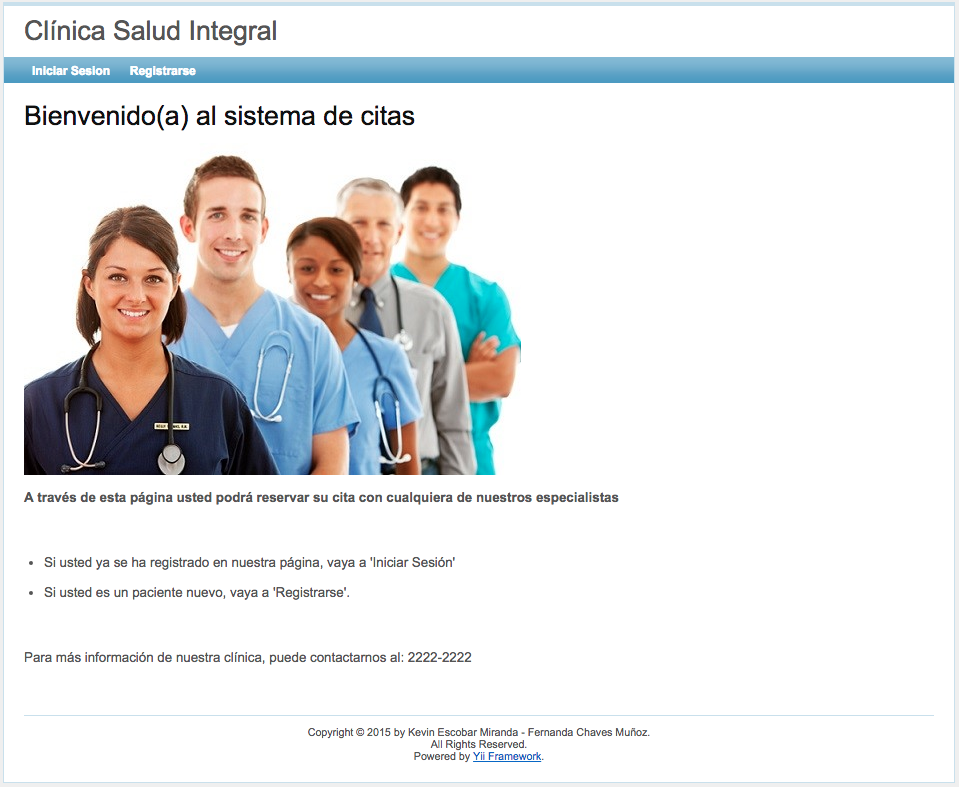 Clínica Salud Integral
Iniciar Sesion Registrarse
Bienvenido(a) al sistema de citas
A través de esta página usted podrá reservar su cita con cualquiera de nuestros especialistas
• Si usted ya se ha registrado en nuestra página, vaya a 'Iniciar Sesión'
• Si usted es un paciente nuevo, vaya a 'Registrarse'.
Para más información de nuestra clínica, puede contactarnos al: 2222-2222
Copyright © 2015 by Kevin Escobar Miranda - Fernanda Chaves Muñoz.
All Rights Reserved.
Powered by Yii Framework.